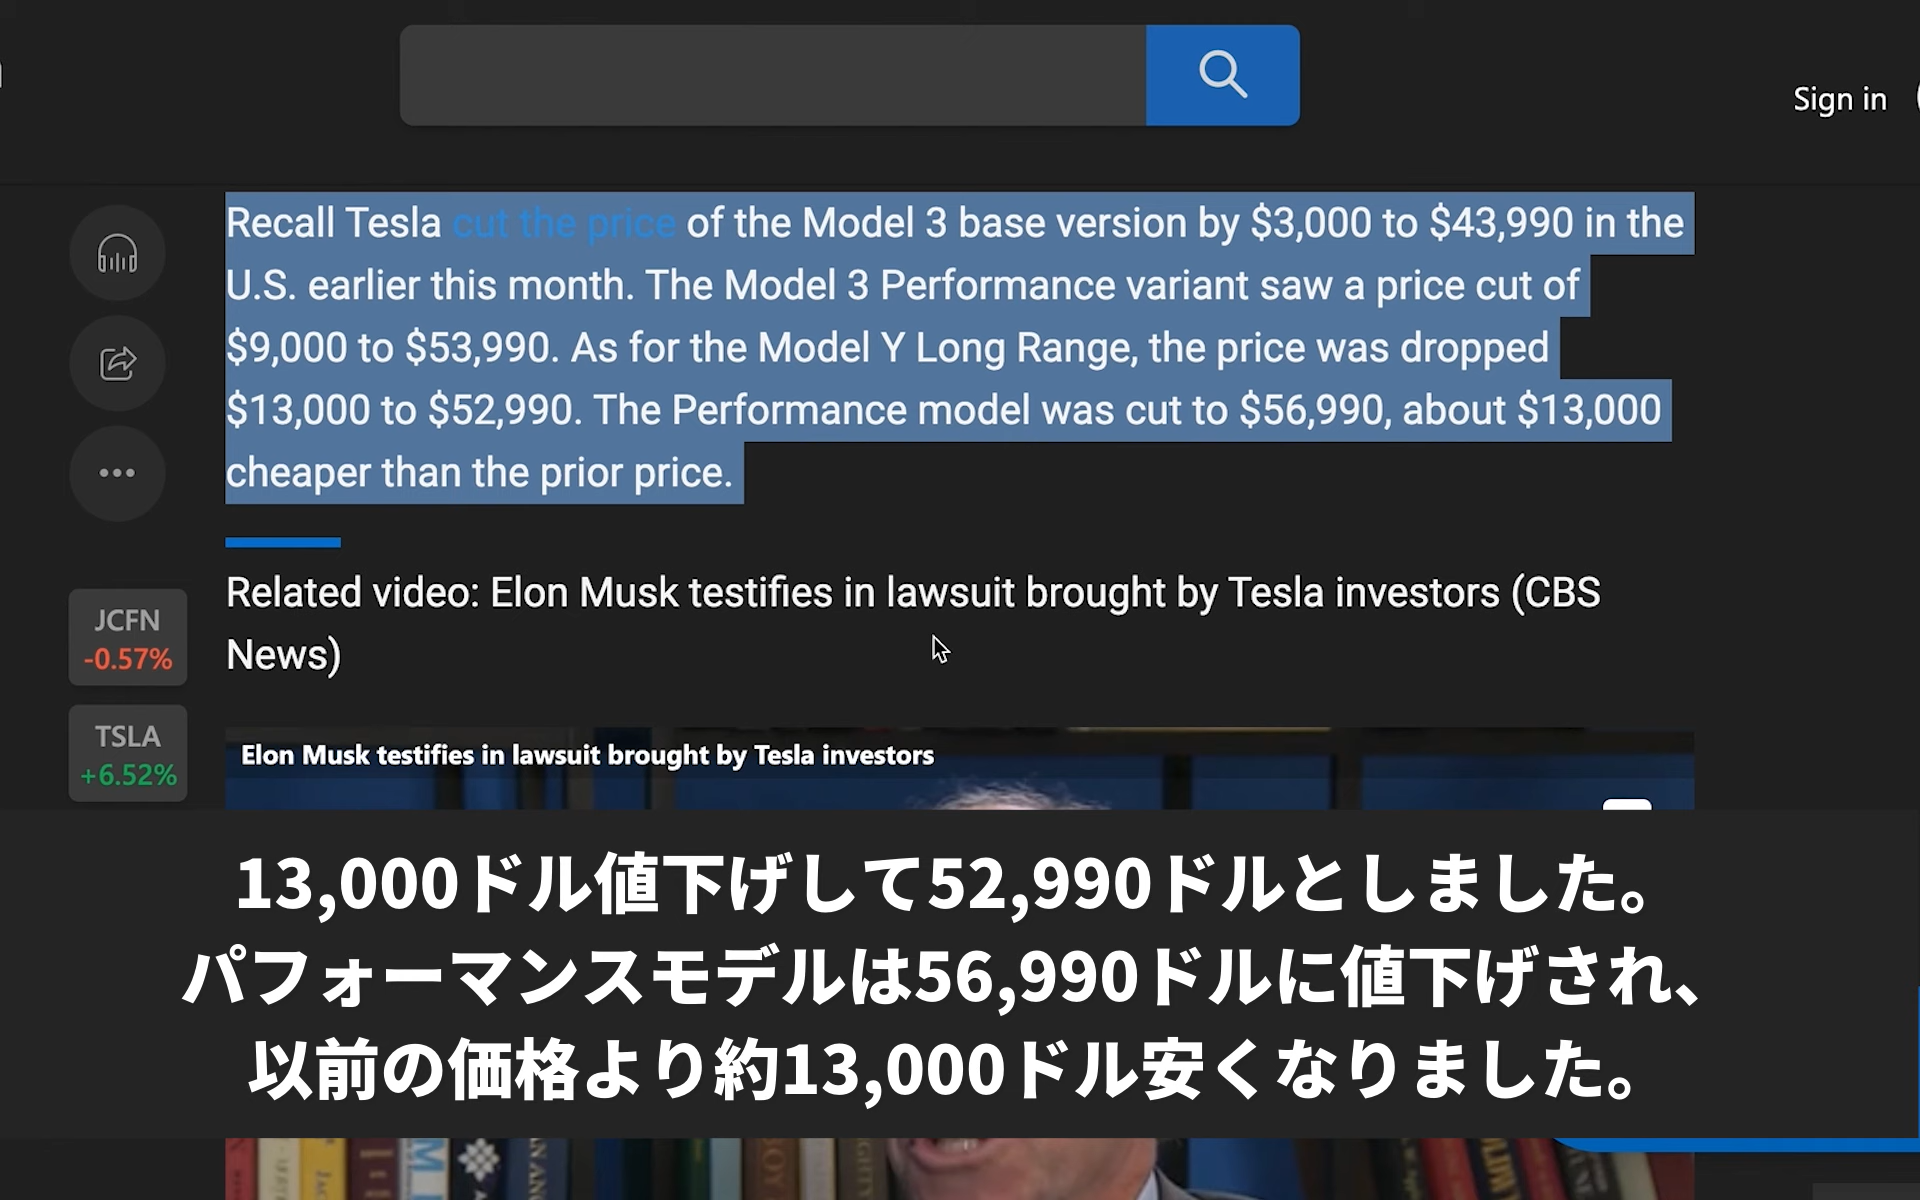 Sign in
Recall Tesla cut the price of the Model 3 base version by $3,000 to $43,990 in the
U.S. earlier this month. The Model 3 Performance variant saw a price cut of
$9,000 to $53,990. As for the Model Y Long Range, the price was dropped
$13,000 to $52,990. The Performance model was cut to $56,990, about $13,000
cheaper than the prior price.
Related video: Elon Musk testifies in lawsuit brought by Tesla investors (CBS
News)
JCFN
-0.57%
TSLA
+6.52%
Elon Musk testifies in lawsuit brought by Tesla investors
13,000ドル値下げして52,990ドルとしました。
パフォーマンスモデルは56,990ドルに値下げされ、
以前の価格より約13,000ドル安くなりました。